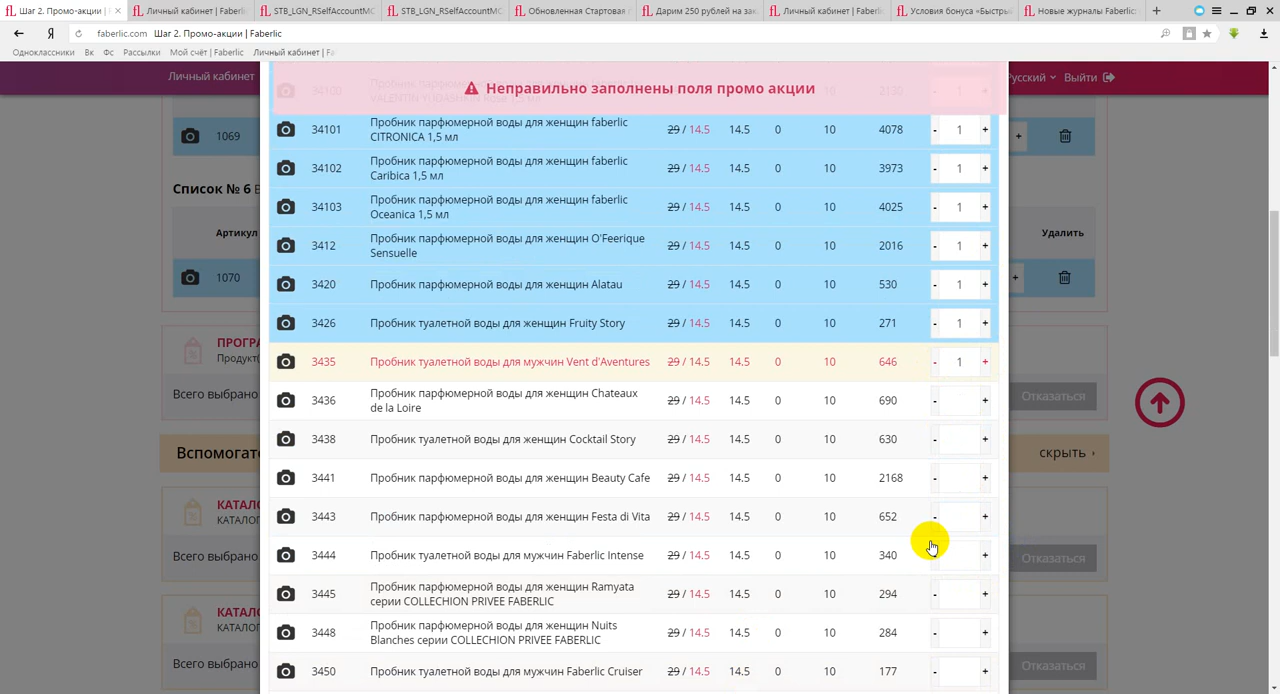 Шаг 2. Промо-акции | F
Личный кабинет | Faberlic
STB_LGN_RSelfAccountMC
STB_LGN_RSelfAccountMC
Обновленная Стартовая п
Дарим 250 рублей на зак
Личный кабинет | Faberlic
Условия бонуса «Быстры
Новые журналы Faberlic
faberlic.com Шаг 2. Промо-акции | Faberlic
Одноклассники Вк Фс Рассылки Мой счёт | Faberlic Личный кабинет | Fa
Личный кабинет
Русский
Выйти
Неправильно заполнены поля промо акции
34100 2130 - 1
34101 Пробник парфюмерной воды для женщин faberlic
CITRONICA 1,5 мл
29 / 14.5 14.5 0 10 4078 - 1 +
34102 Пробник парфюмерной воды для женщин faberlic
Caribica 1,5 мл
29 / 14.5 14.5 0 10 3973 - 1 +
34103 Пробник парфюмерной воды для женщин faberlic
Oceanica 1,5 мл
29 / 14.5 14.5 0 10 4025 - 1 +
3412 Пробник парфюмерной воды для женщин O'Feerique
Sensuelle
29 / 14.5 14.5 0 10 2016 - 1 +
3420 Пробник парфюмерной воды для женщин Alatau 29 / 14.5 14.5 0 10 530 - 1 +
3426 Пробник туалетной воды для женщин Fruity Story 29 / 14.5 14.5 0 10 271 - 1 +
3435 Пробник туалетной воды для мужчин Vent d'Aventures 29 / 14.5 14.5 0 10 646 - 1 +
3436 Пробник парфюмерной воды для женщин Chateaux
de la Loire
29 / 14.5 14.5 0 10 690 - +
3438 Пробник туалетной воды для женщин Cocktail Story 29 / 14.5 14.5 0 10 630 - +
3441 Пробник парфюмерной воды для женщин Beauty Cafe 29 / 14.5 14.5 0 10 2168 - +
3443 Пробник парфюмерной воды для женщин Festa di Vita 29 / 14.5 14.5 0 10 652 - +
3444 Пробник туалетной воды для мужчин Faberlic Intense 29 / 14.5 14.5 0 10 340 +
3445 Пробник парфюмерной воды для женщин Ramyata
серии COLLECHION PRIVEE FABERLIC
29 / 14.5 14.5 0 10 294 - +
3448 Пробник парфюмерной воды для женщин Nuits
Blanches серии COLLECHION PRIVEE FABERLIC
29 / 14.5 14.5 0 10 284 - +
3450 Пробник туалетной воды для мужчин Faberlic Cruiser 29 / 14.5 14.5 0 10 177 - +
1069 +
Список № 6 В
Артикул Удалить
1070 +
ПРОГРА
Продукт(
Всего выбрано Отказаться
Вспомогат скрыть ›
КАТАЛОГ
КАТАЛОГ
Всего выбрано Отказаться
КАТАЛО
КАТАЛОГ
Всего выбрано Отказаться